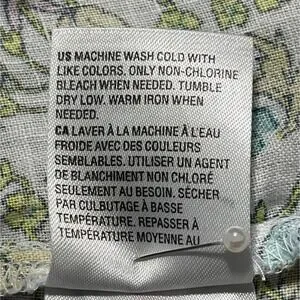 US MACHINE WASH COLD WITH
LIKE COLORS. ONLY NON-CHLORINE
BLEACH WHEN NEEDED. TUMBLE
DRY LOW. WARM IRON WHEN
NEEDED.
CA LAVER À LA MACHINE À L'EAU
FROIDE AVEC DES COULEURS
SEMBLABLES. UTILISER UN AGENT
DE BLANCHIMENT NON CHLORÉ
SEULEMENT AU BESOIN. SÉCHER
PAR CULBUTAGE À BASSE
TEMPÉRATURE. REPASSER À
TEMPÉRATURE MOYENNE AU